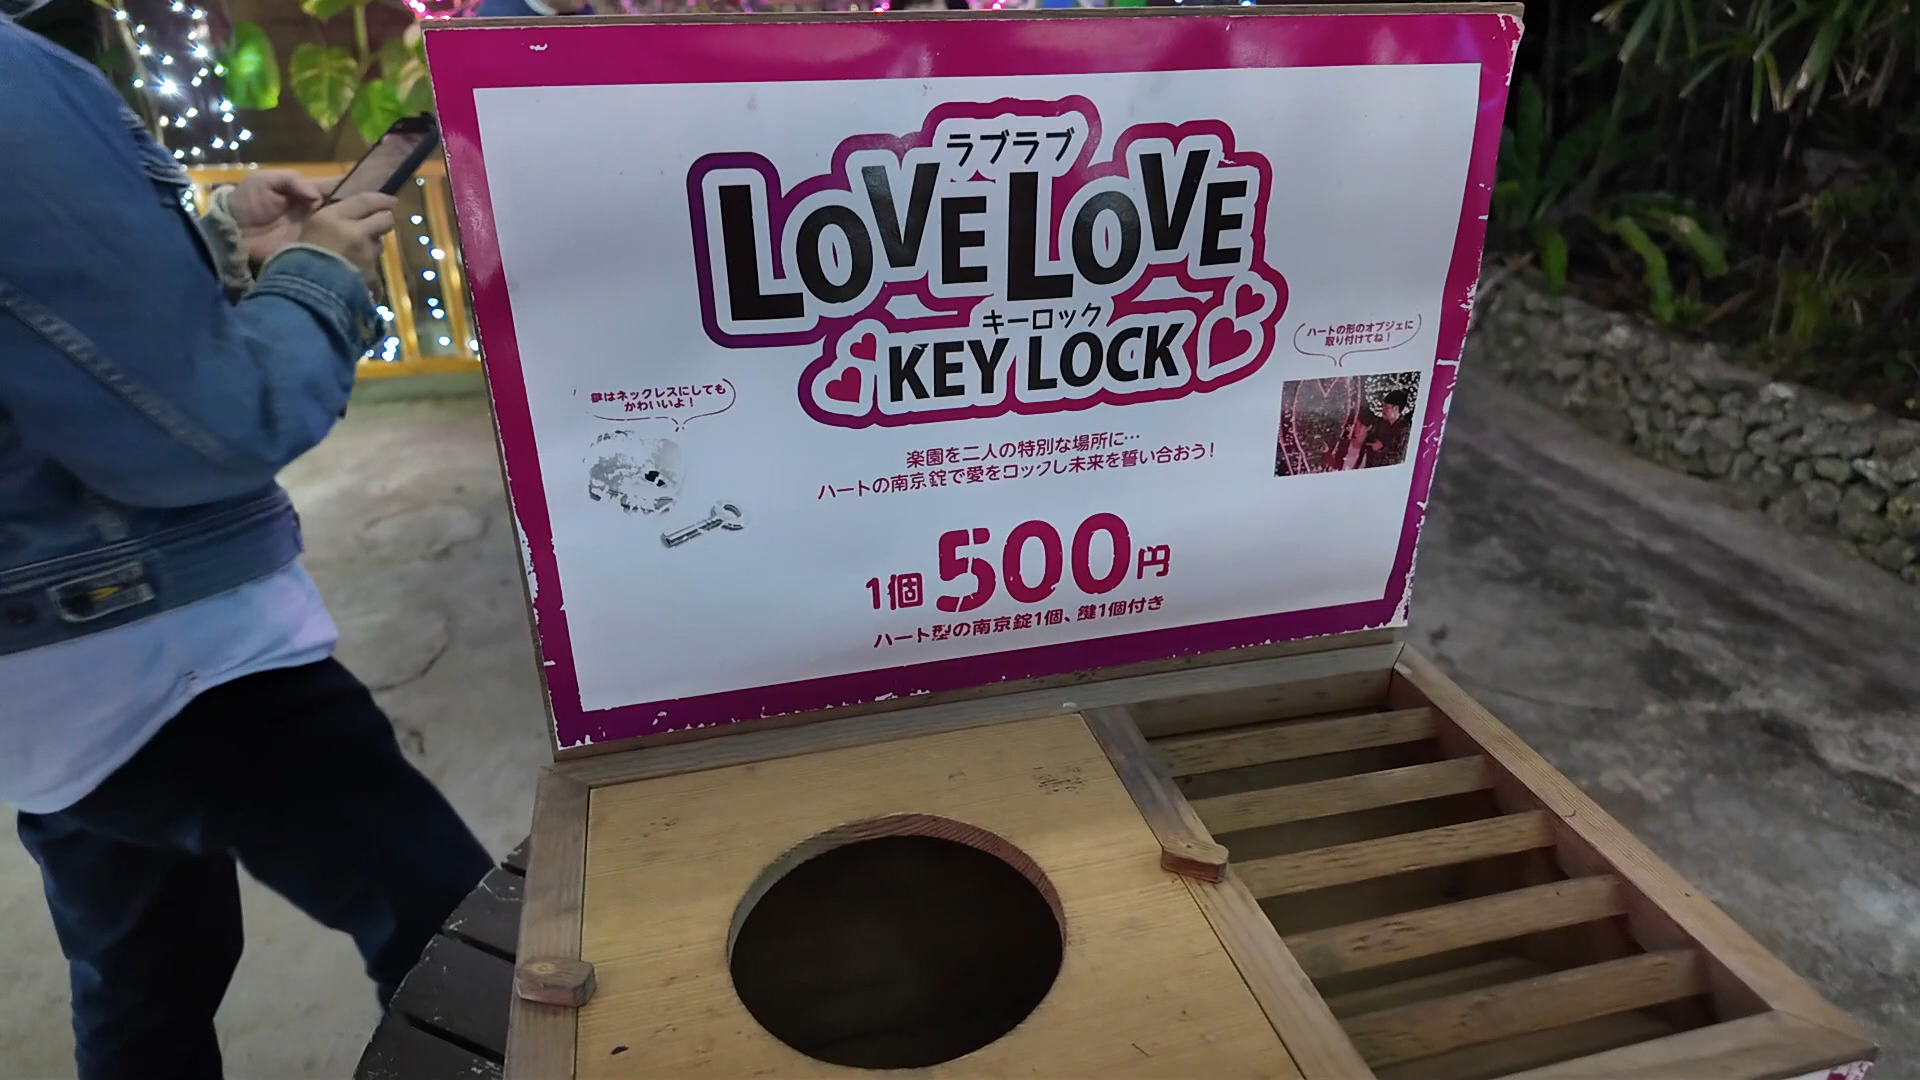 ラブラブ
LOVELOVE
キーロック
KEY LOCK
ハートの形のオブジェに
取り付けてね！
はネックレスにしても
かわいいよ！
楽園を二人の特別な場所に…
ハートの南京錠で愛をロックし未来を誓い合おう！
1個500円
ハート型の南京錠1個、鍵1個付き